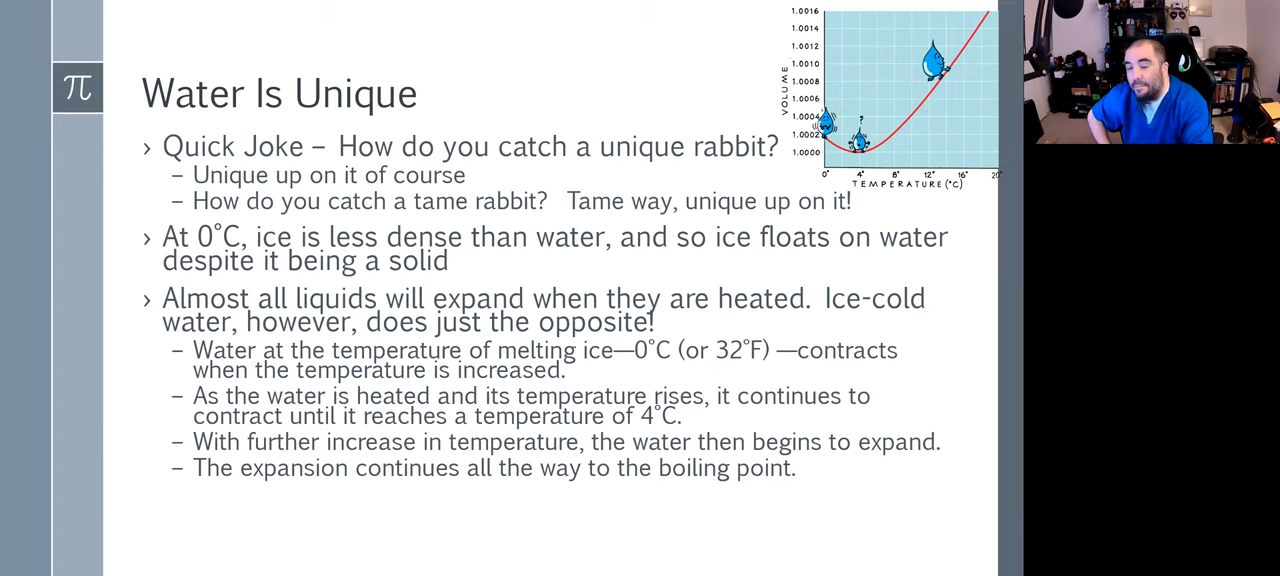 π
Water Is Unique
› Quick Joke – How do you catch a unique rabbit?
– Unique up on it of course
– How do you catch a tame rabbit? Tame way, unique up on it!
› At 0°C, ice is less dense than water, and so ice floats on water
despite it being a solid
› Almost all liquids will expand when they are heated. Ice-cold
water, however, does just the opposite!
– Water at the temperature of melting ice—0°C (or 32°F) —contracts
when the temperature is increased.
– As the water is heated and its temperature rises, it continues to
contract until it reaches a temperature of 4°C.
– With further increase in temperature, the water then begins to expand.
– The expansion continues all the way to the boiling point.
VOLUME
1.0016
1.0014
1.0012
1.0010
1.0008
1.0006
1.0004
1.0002
1.0000
?
0° 4° 8° 12° 16° 20°
TEMPERATURE (°C)